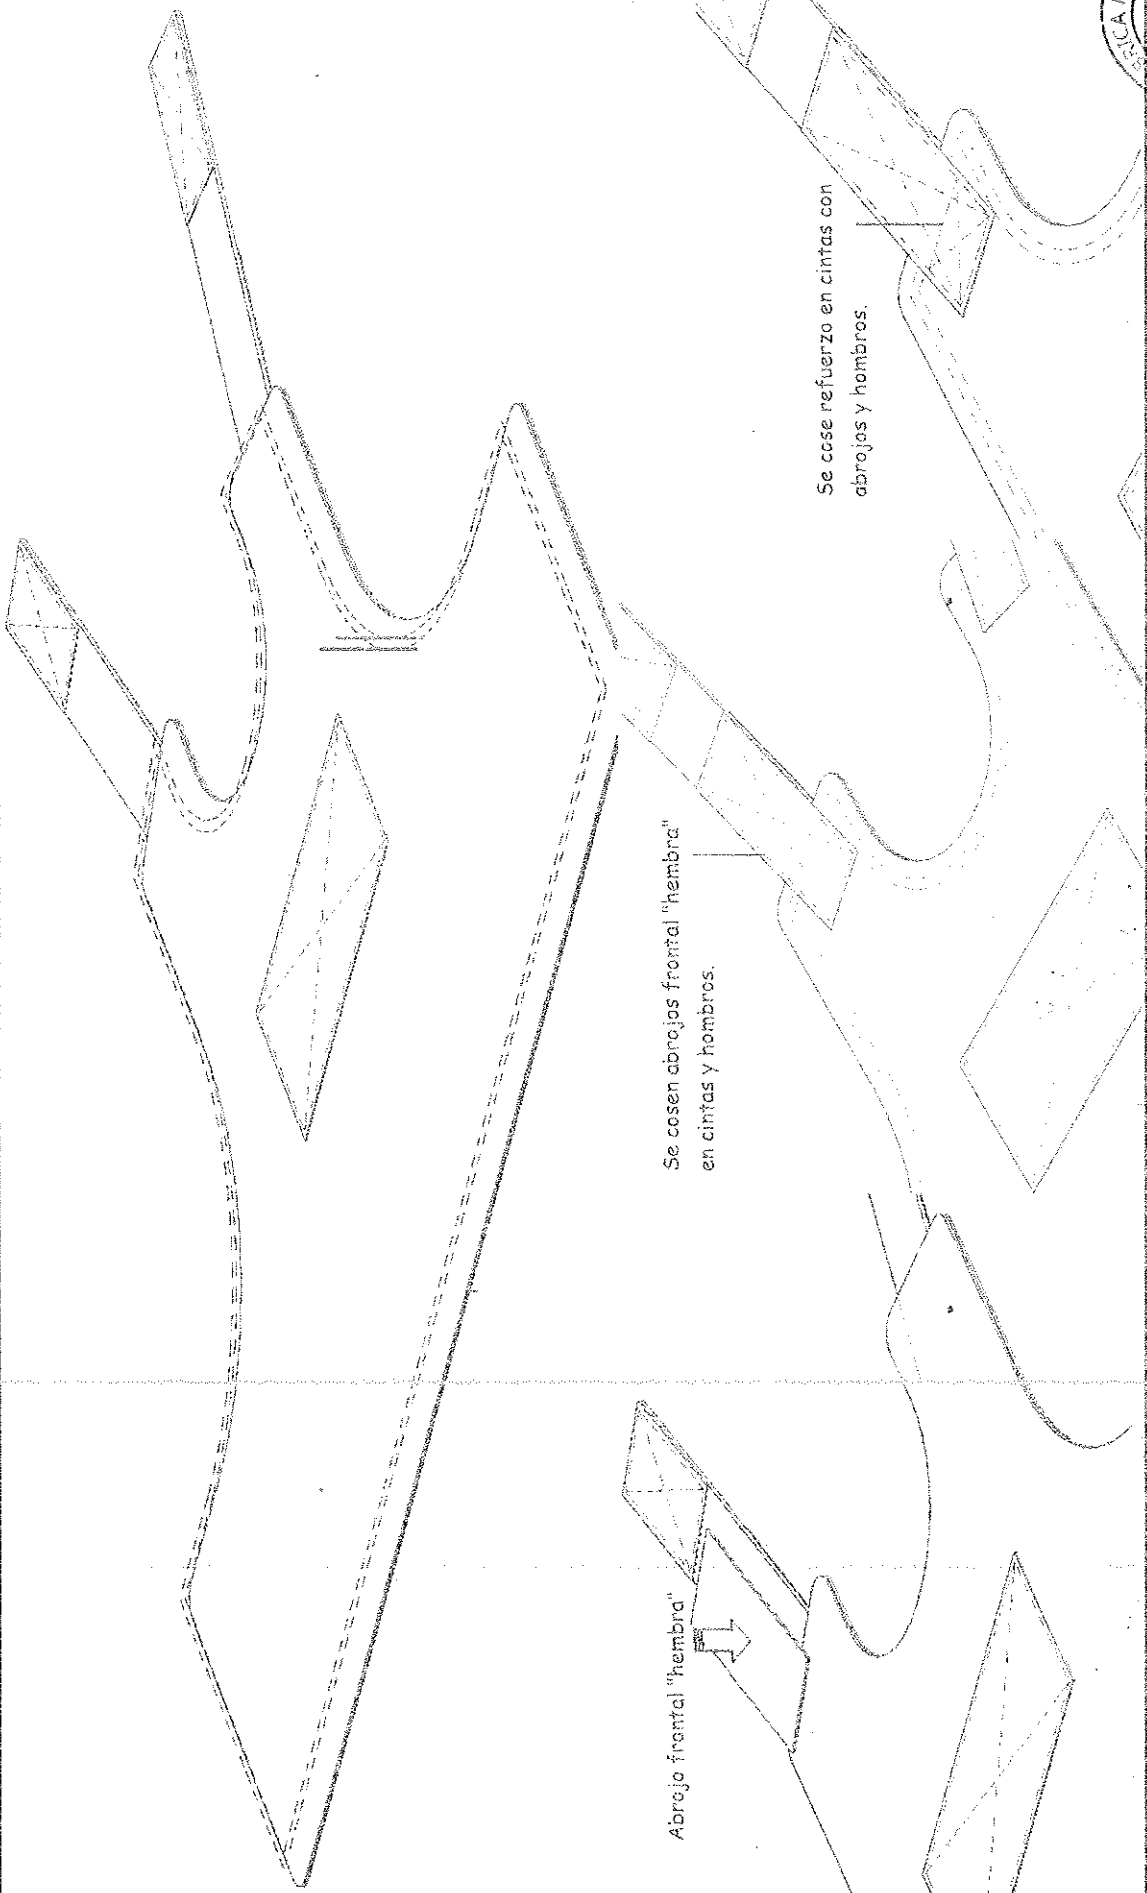 Abrojo frontal "hembra"
Se cosen abrojos frontal "hembra"
en cintas y hombros.
Se cose refuerzo en cintas con
abrojos y hombros.